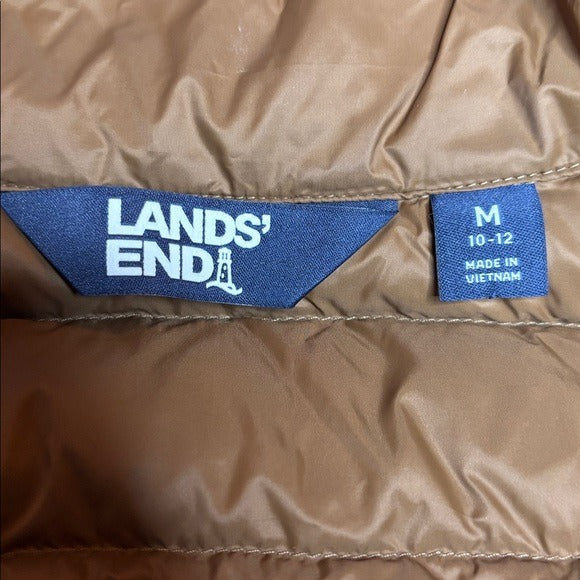 LANDS'
END
M
10-12
MADE IN
VIETNAM